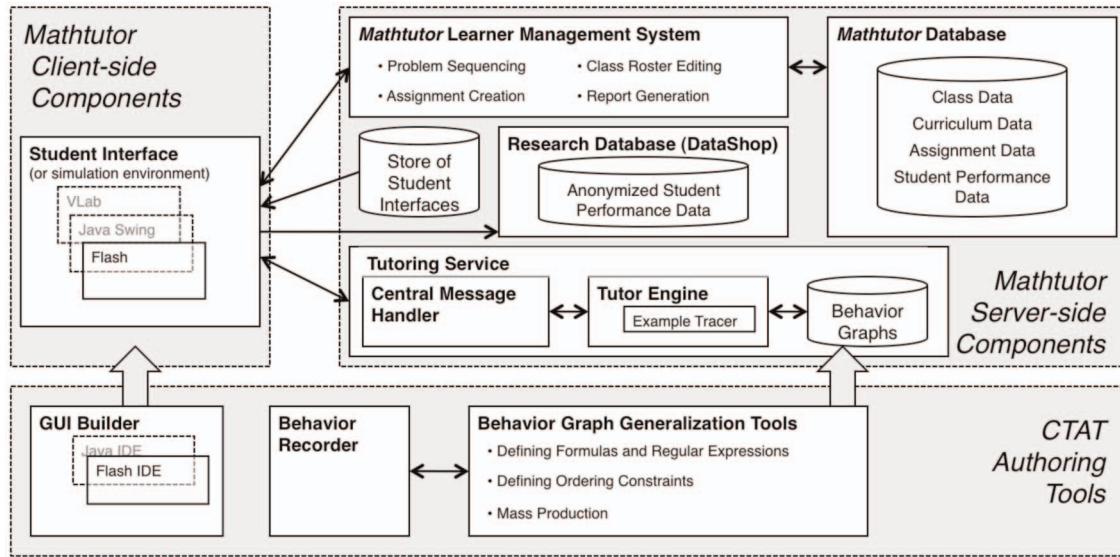 Mathtutor
Client-side
Components
Student Interface
(or simulation environment)
VLab
Java Swing
Flash
Mathtutor Learner Management System
• Problem Sequencing
• Class Roster Editing
• Assignment Creation
• Report Generation
Mathtutor Database
Class Data
Curriculum Data
Assignment Data
Student Performance
Data
Store of
Student
Interfaces
Research Database (DataShop)
Anonymized Student
Performance Data
Tutoring Service
Central Message
Handler
Tutor Engine
Example Tracer
Behavior
Graphs
Mathtutor
Server-side
Components
GUI Builder
Java IDE
Flash IDE
Behavior
Recorder
Behavior Graph Generalization Tools
• Defining Formulas and Regular Expressions
• Defining Ordering Constraints
• Mass Production
CTAT
Authoring
Tools